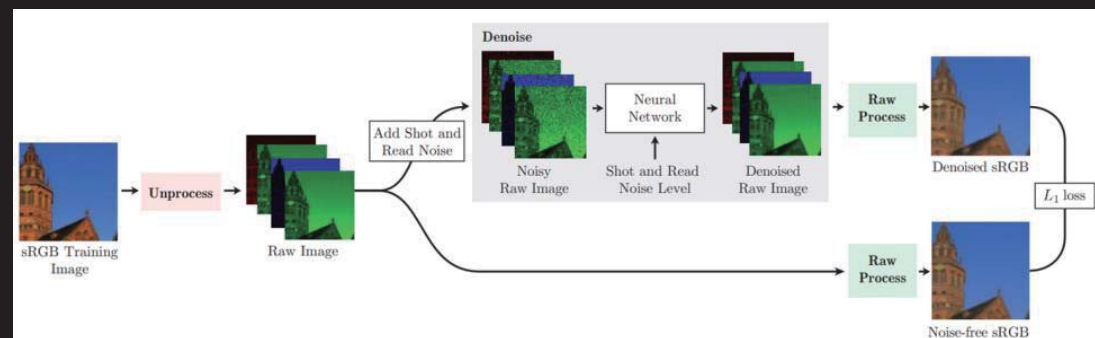 Denoise
Add Shot and
Read Noise
Neural
Network
Noisy
Raw Image
Shot and Read
Noise Level
Denoised
Raw Image
Raw
Process
Denoised sRGB
L₁ loss
sRGB Training
Image
Unprocess
Raw Image
Raw
Process
Noise-free sRGB